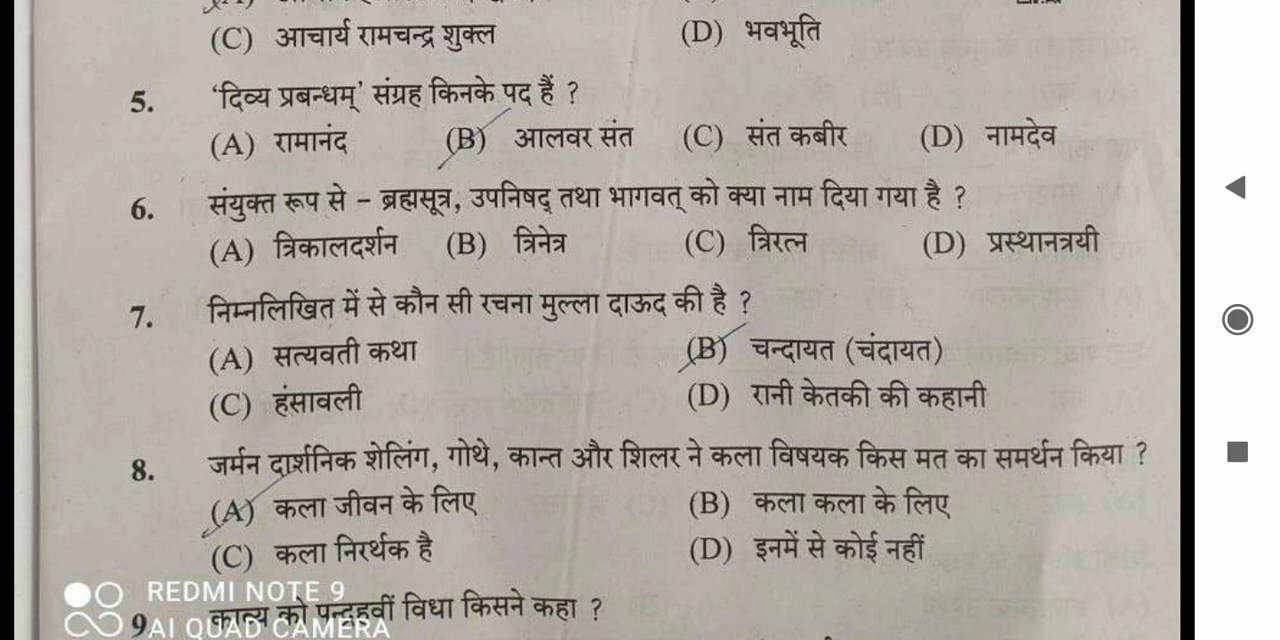 (C) आचार्य रामचन्द्र शुक्ल (D) भवभूति
5. ‘दिव्य प्रबन्धम्’ संग्रह किनके पद हैं ?
(A) रामानंद (B) आलवर संत (C) संत कबीर (D) नामदेव
6. संयुक्त रूप से – ब्रह्मसूत्र, उपनिषद् तथा भागवत् को क्या नाम दिया गया है ?
(A) त्रिकालदर्शन (B) त्रिनेत्र (C) त्रिरत्न (D) प्रस्थानत्रयी
7. निम्नलिखित में से कौन सी रचना मुल्ला दाऊद की है ?
(A) सत्यवती कथा (B) चन्दायत (चंदायत)
(C) हंसावली (D) रानी केतकी की कहानी
8. जर्मन दार्शनिक शेलिंग, गोथे, कान्त और शिलर ने कला विषयक किस मत का समर्थन किया ?
(A) कला जीवन के लिए (B) कला कला के लिए
(C) कला निरर्थक है (D) इनमें से कोई नहीं
9 काव्य को पन्द्रहवीं विधा किसने कहा ?
REDMI NOTE 9
AI QUAD CAMERA